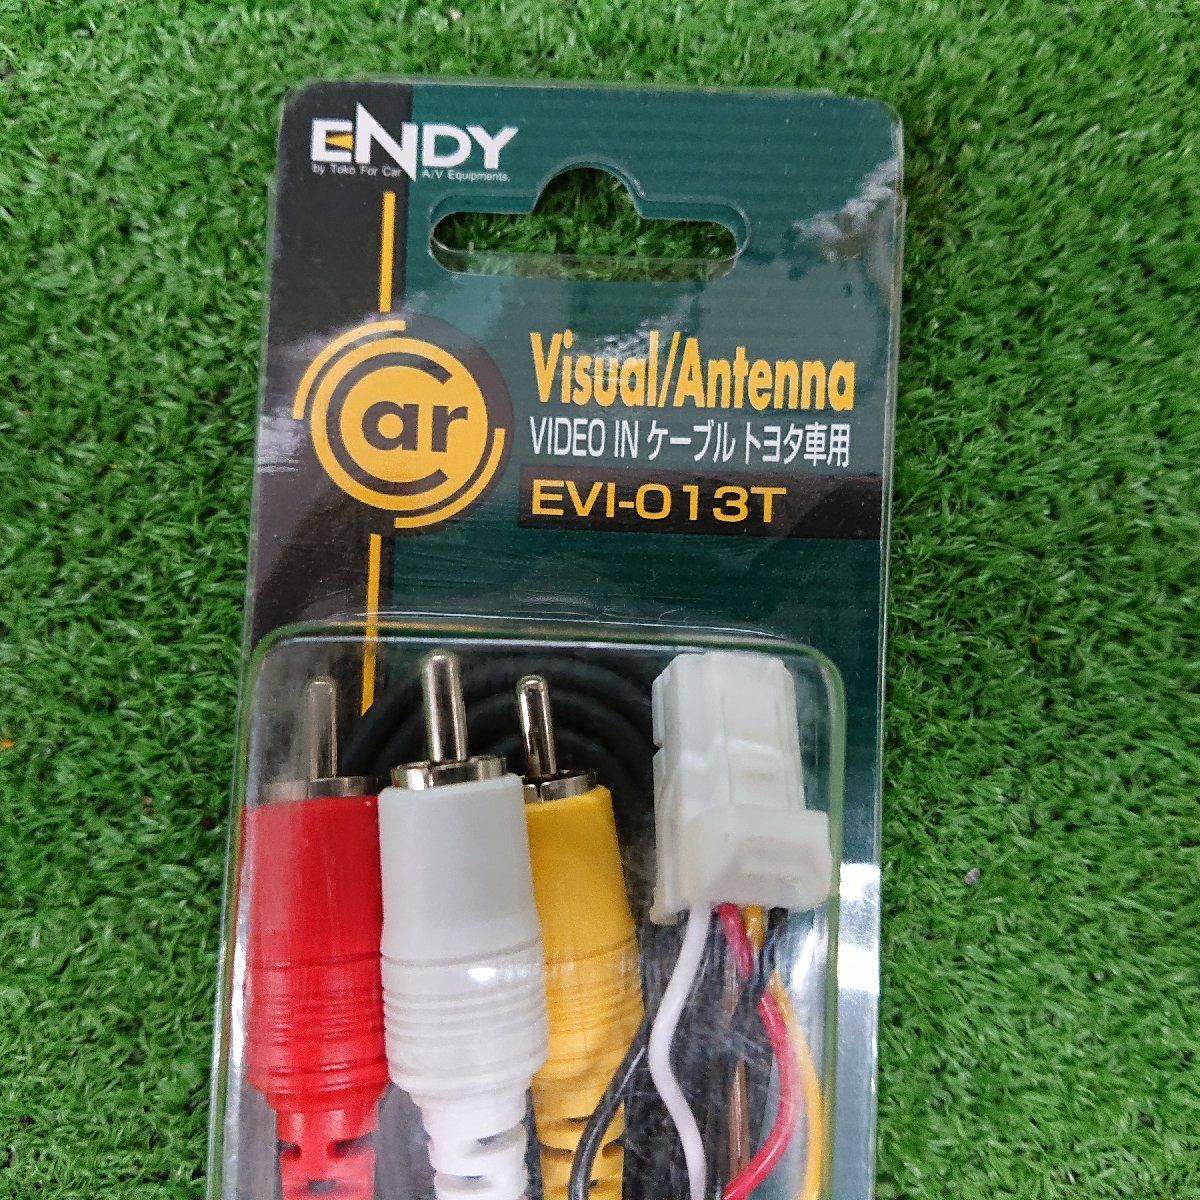 ENDY
by Toko For Car A/V Equipments.
Car
Visual/Antenna
VIDEO IN ケーブル トヨタ車用
EVI-013T